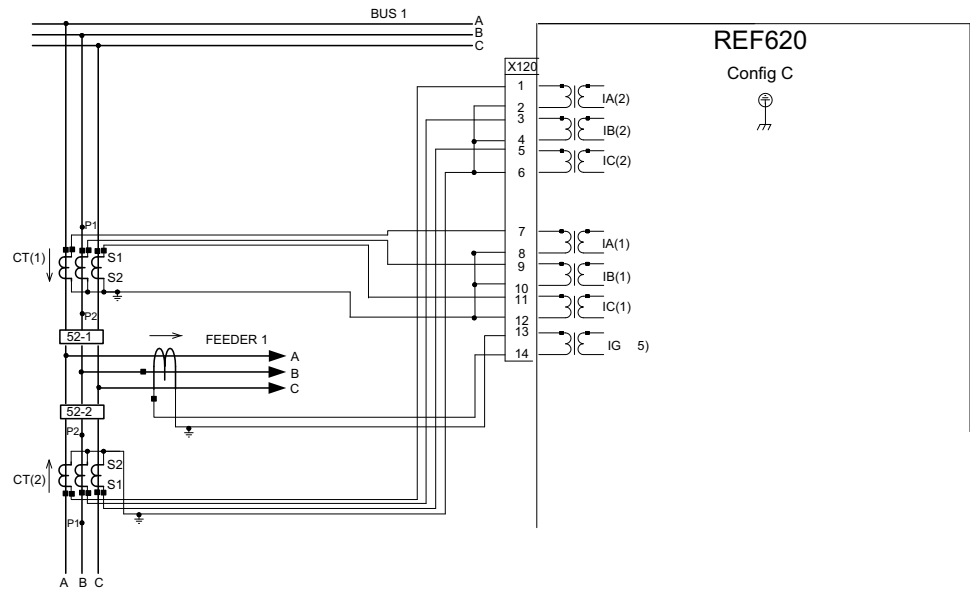 BUS 1
A
B
C
REF620
Config C
X120
1
2
3
4
5
6
7
8
9
10
11
12
13
14
IA(2)
IB(2)
IC(2)
IA(1)
IB(1)
IC(1)
IG 5)
P1
CT(1)
S1
S2
P2
52-1
FEEDER 1
A
B
C
52-2
P2
CT(2)
S2
S1
P1
A B C